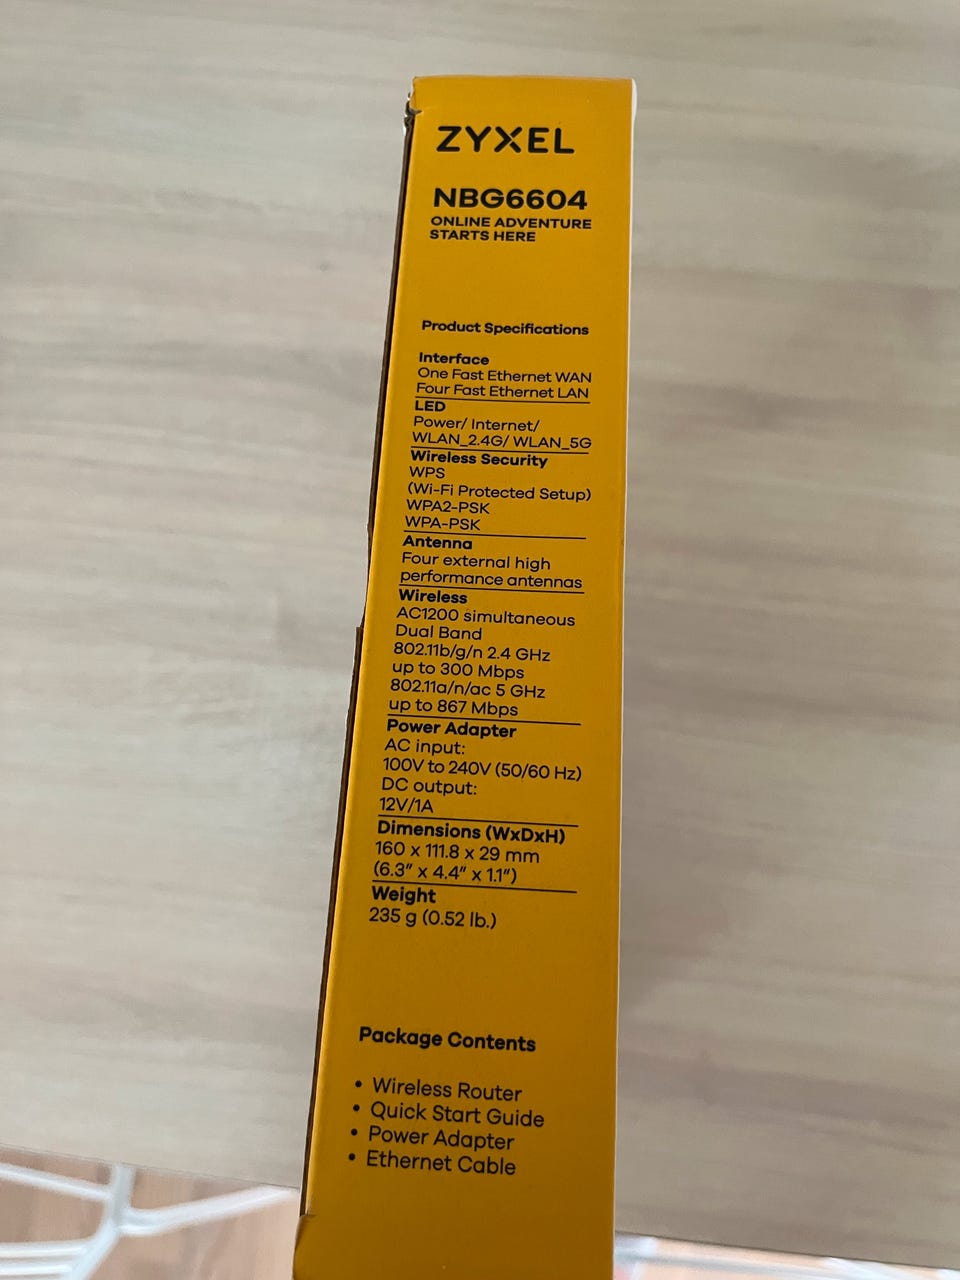 ZYXEL
NBG6604
ONLINE ADVENTURE
STARTS HERE
Product Specifications
Interface
One Fast Ethernet WAN
Four Fast Ethernet LAN
LED
Power/ Internet/
WLAN_2.4G/ WLAN_5G
Wireless Security
WPS
(Wi-Fi Protected Setup)
WPA2-PSK
WPA-PSK
Antenna
Four external high
performance antennas
Wireless
AC1200 simultaneous
Dual Band
802.11b/g/n 2.4 GHz
up to 300 Mbps
802.11a/n/ac 5 GHz
up to 867 Mbps
Power Adapter
AC input:
100V to 240V (50/60 Hz)
DC output:
12V/1A
Dimensions (WxDxH)
160 x 111.8 x 29 mm
(6.3" x 4.4" x 1.1")
Weight
235 g (0.52 lb.)
Package Contents
• Wireless Router
• Quick Start Guide
• Power Adapter
• Ethernet Cable